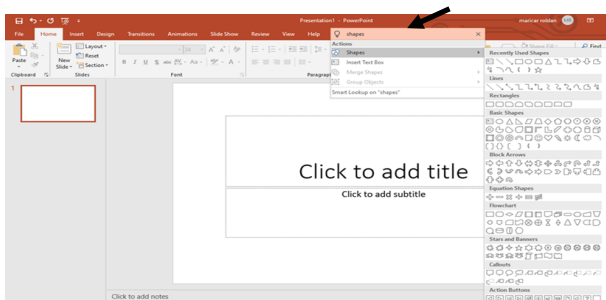 Presentation1 - PowerPoint
maricar roldan
File Home Insert Design Transitions Animations Slide Show Review View Help shapes
Actions
Shapes
Insert Text Box
Merge Shapes
Group Objects
Smart Lookup on "shapes"
Paste
Clipboard
New
Slide
Layout
Reset
Section
Slides
Font
Paragraph
Shape Fill
Find
Recently Used Shapes
Lines
Rectangles
Basic Shapes
Block Arrows
Equation Shapes
Flowchart
Stars and Banners
Callouts
Action Buttons
1
Click to add title
Click to add subtitle
Click to add notes